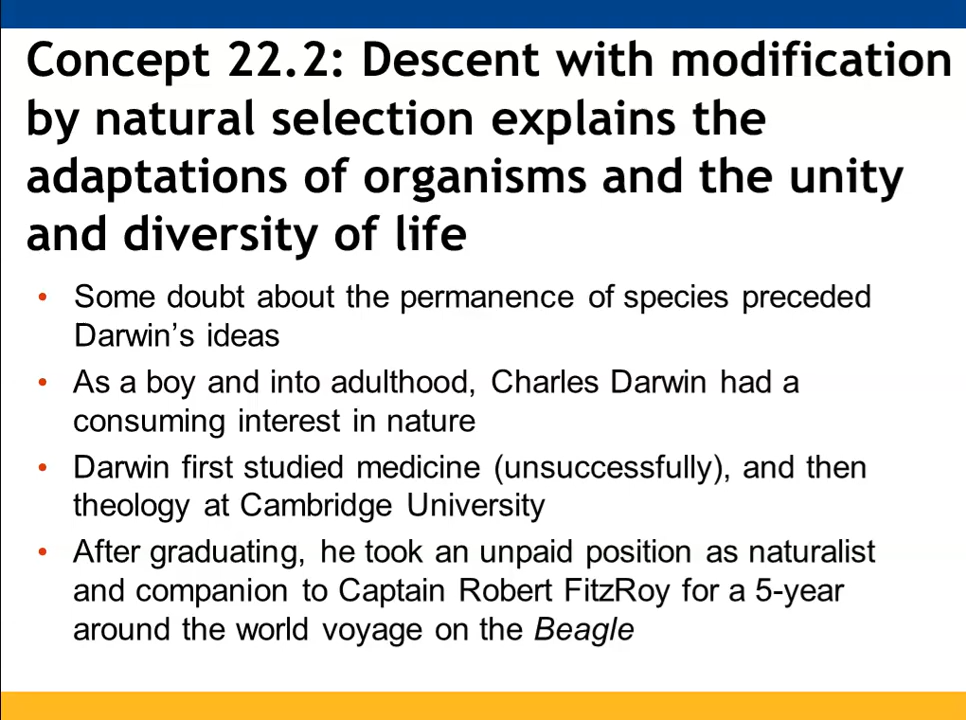 Concept 22.2: Descent with modification
by natural selection explains the
adaptations of organisms and the unity
and diversity of life
• Some doubt about the permanence of species preceded
Darwin’s ideas
• As a boy and into adulthood, Charles Darwin had a
consuming interest in nature
• Darwin first studied medicine (unsuccessfully), and then
theology at Cambridge University
• After graduating, he took an unpaid position as naturalist
and companion to Captain Robert FitzRoy for a 5-year
around the world voyage on the Beagle